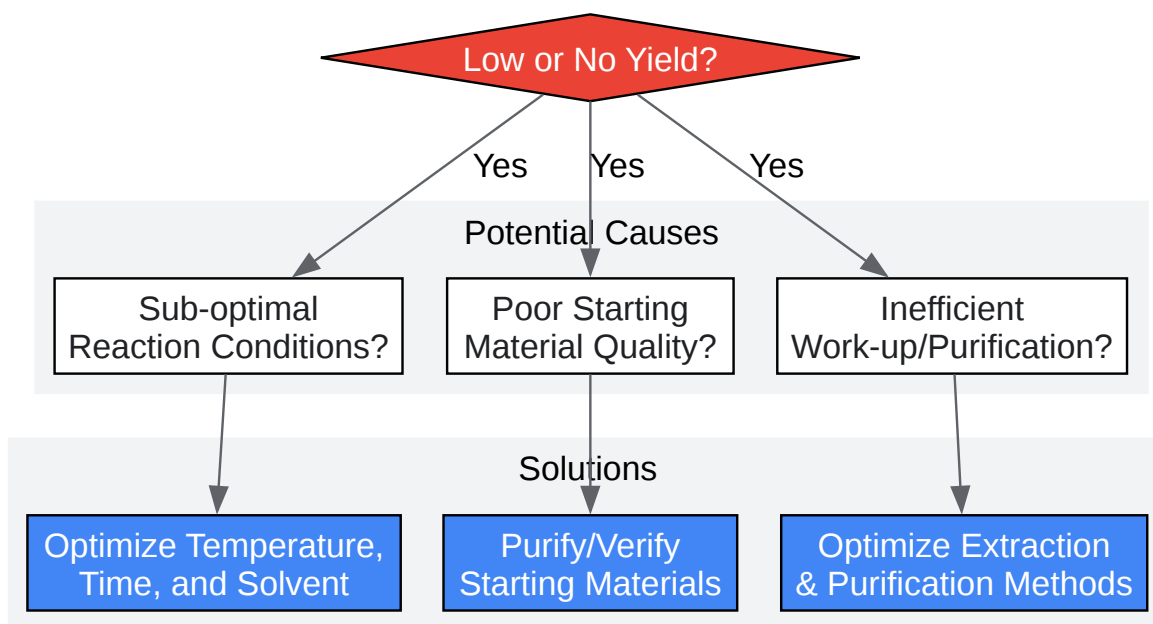 Low or No Yield?
Yes
Yes
Yes
Potential Causes
Sub-optimal
Reaction Conditions?
Poor Starting
Material Quality?
Inefficient
Work-up/Purification?
Solutions
Optimize Temperature,
Time, and Solvent
Purify/Verify
Starting Materials
Optimize Extraction
& Purification Methods